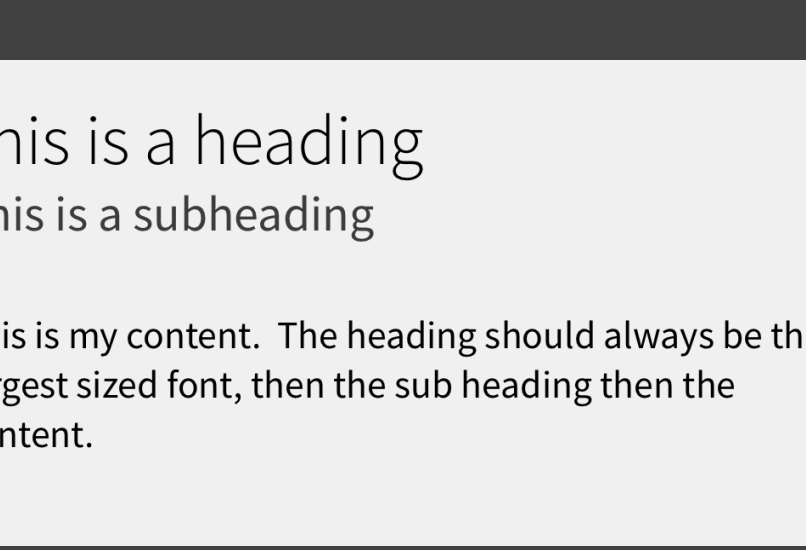 his is a heading
his is a subheading
is is my content.  The heading should always be th
rgest sized font, then the sub heading then the
ntent.